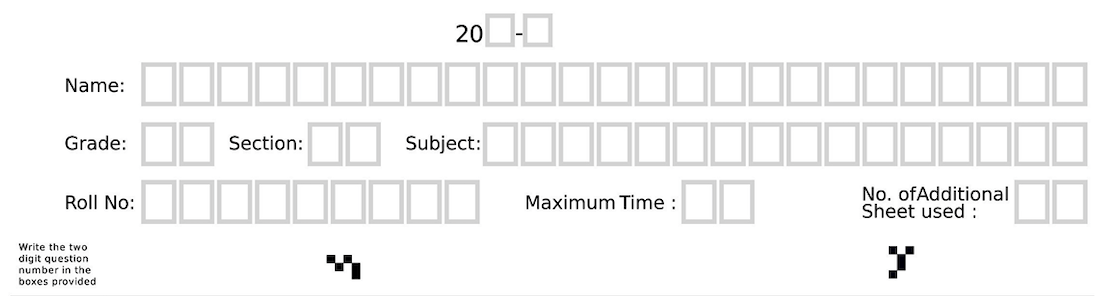 20 -
Name:
Grade: Section: Subject:
Roll No: Maximum Time : No. ofAdditional
Sheet used :
Write the two
digit question
number in the
boxes provided